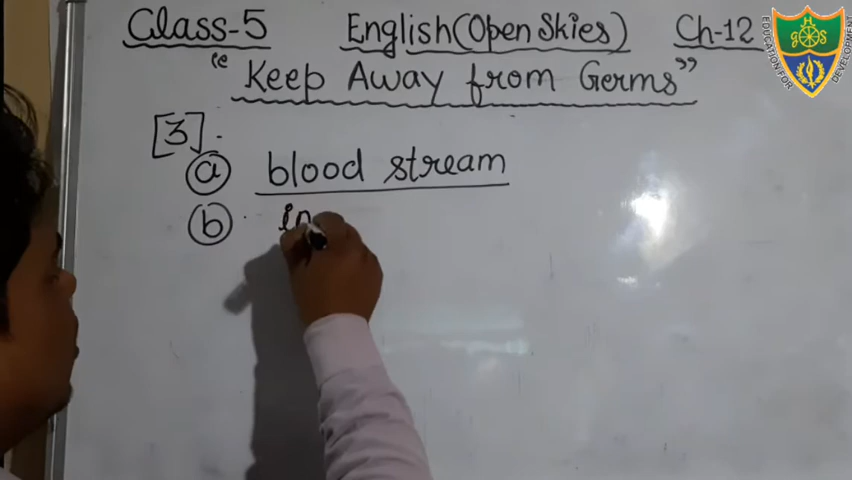 Class-5 English(Open Skies) Ch-12
"Keep Away from Germs"
[3].
(a) blood stream
(b) in
EDUCATION FOR DEVELOPMENT
H
G S